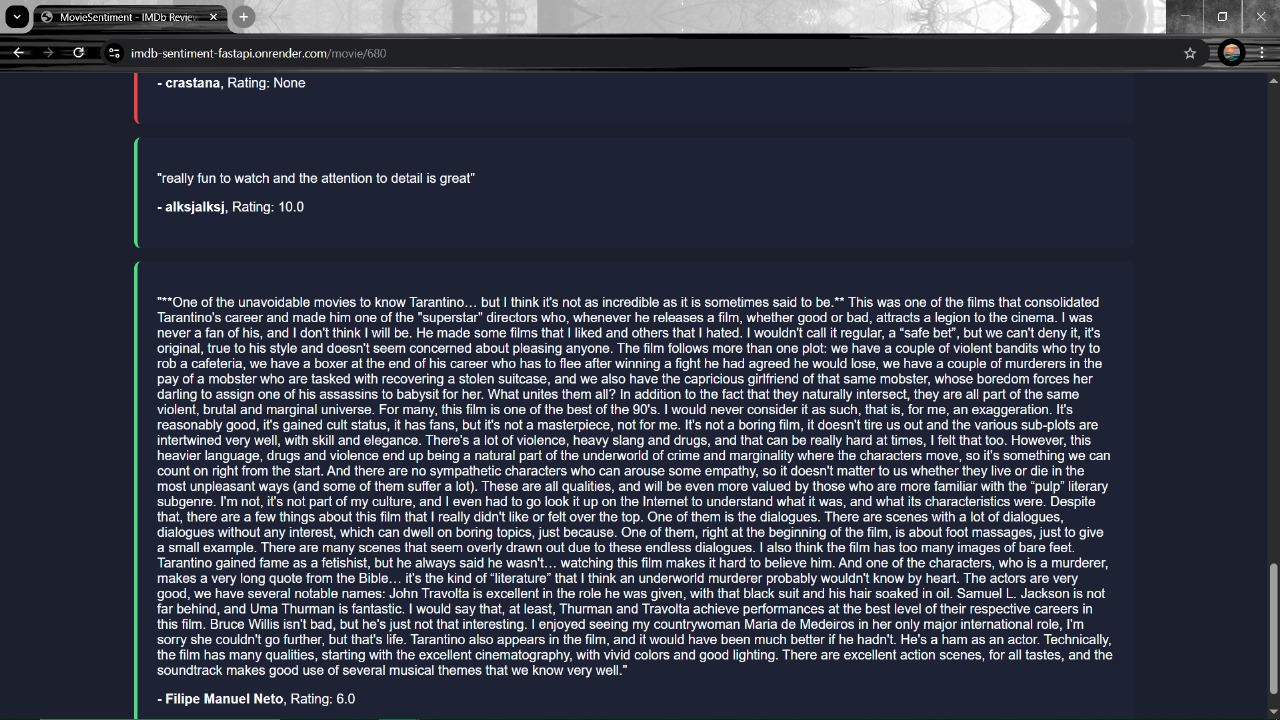 MovieSentiment - IMDb Review
imdb-sentiment-fastapi.onrender.com/movie/680
- crastana, Rating: None
"really fun to watch and the attention to detail is great"
- alksjalksj, Rating: 10.0
"**One of the unavoidable movies to know Tarantino… but I think it's not as incredible as it is sometimes said to be.** This was one of the films that consolidated
Tarantino's career and made him one of the "superstar" directors who, whenever he releases a film, whether good or bad, attracts a legion to the cinema. I was
never a fan of his, and I don't think I will be. He made some films that I liked and others that I hated. I wouldn't call it regular, a “safe bet”, but we can't deny it, it's
original, true to his style and doesn't seem concerned about pleasing anyone. The film follows more than one plot: we have a couple of violent bandits who try to
rob a cafeteria, we have a boxer at the end of his career who has to flee after winning a fight he had agreed he would lose, we have a couple of murderers in the
pay of a mobster who are tasked with recovering a stolen suitcase, and we also have the capricious girlfriend of that same mobster, whose boredom forces her
darling to assign one of his assassins to babysit for her. What unites them all? In addition to the fact that they naturally intersect, they are all part of the same
violent, brutal and marginal universe. For many, this film is one of the best of the 90's. I would never consider it as such, that is, for me, an exaggeration. It's
reasonably good, it's gained cult status, it has fans, but it's not a masterpiece, not for me. It's not a boring film, it doesn't tire us out and the various sub-plots are
intertwined very well, with skill and elegance. There's a lot of violence, heavy slang and drugs, and that can be really hard at times, I felt that too. However, this
heavier language, drugs and violence end up being a natural part of the underworld of crime and marginality where the characters move, so it's something we can
count on right from the start. And there are no sympathetic characters who can arouse some empathy, so it doesn't matter to us whether they live or die in the
most unpleasant ways (and some of them suffer a lot). These are all qualities, and will be even more valued by those who are more familiar with the “pulp” literary
subgenre. I'm not, it's not part of my culture, and I even had to go look it up on the Internet to understand what it was, and what its characteristics were. Despite
that, there are a few things about this film that I really didn't like or felt over the top. One of them is the dialogues. There are scenes with a lot of dialogues,
dialogues without any interest, which can dwell on boring topics, just because. One of them, right at the beginning of the film, is about foot massages, just to give
a small example. There are many scenes that seem overly drawn out due to these endless dialogues. I also think the film has too many images of bare feet.
Tarantino gained fame as a fetishist, but he always said he wasn't… watching this film makes it hard to believe him. And one of the characters, who is a murderer,
makes a very long quote from the Bible… it's the kind of “literature” that I think an underworld murderer probably wouldn't know by heart. The actors are very
good, we have several notable names: John Travolta is excellent in the role he was given, with that black suit and his hair soaked in oil. Samuel L. Jackson is not
far behind, and Uma Thurman is fantastic. I would say that, at least, Thurman and Travolta achieve performances at the best level of their respective careers in
this film. Bruce Willis isn't bad, but he's just not that interesting. I enjoyed seeing my countrywoman Maria de Medeiros in her only major international role, I'm
sorry she couldn't go further, but that's life. Tarantino also appears in the film, and it would have been much better if he hadn't. He's a ham as an actor. Technically,
the film has many qualities, starting with the excellent cinematography, with vivid colors and good lighting. There are excellent action scenes, for all tastes, and the
soundtrack makes good use of several musical themes that we know very well."
- Filipe Manuel Neto, Rating: 6.0